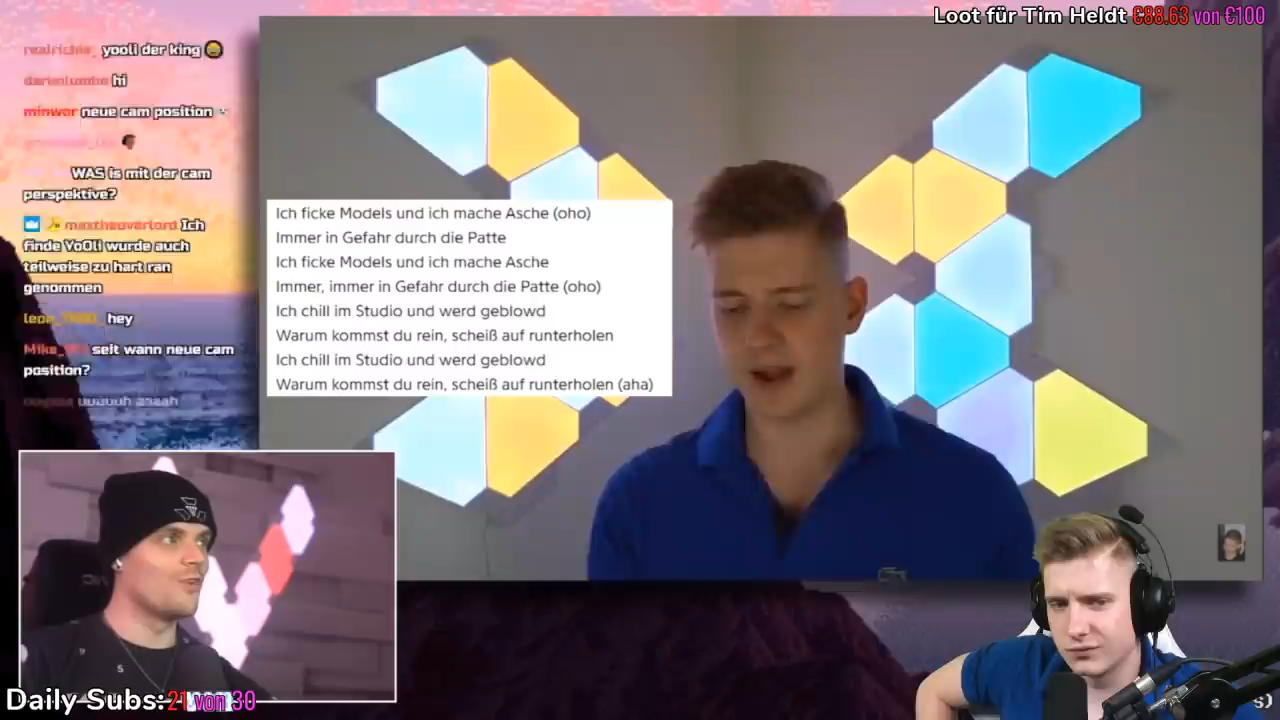 Loot für Tim Heldt €88.63 von €100
yooli der king
hi
minwar neue cam position
WAS is mit der cam
perspektive?
maxtheoverlord Ich
finde YoOli wurde auch
teilweise zu hart ran
genommen
hey
seit wann neue cam
position?
Ich ficke Models und ich mache Asche (oho)
Immer in Gefahr durch die Patte
Ich ficke Models und ich mache Asche
Immer, immer in Gefahr durch die Patte (oho)
Ich chill im Studio und werd geblowd
Warum kommst du rein, scheiß auf runterholen
Ich chill im Studio und werd geblowd
Warum kommst du rein, scheiß auf runterholen (aha)
Daily Subs: 21 von 30